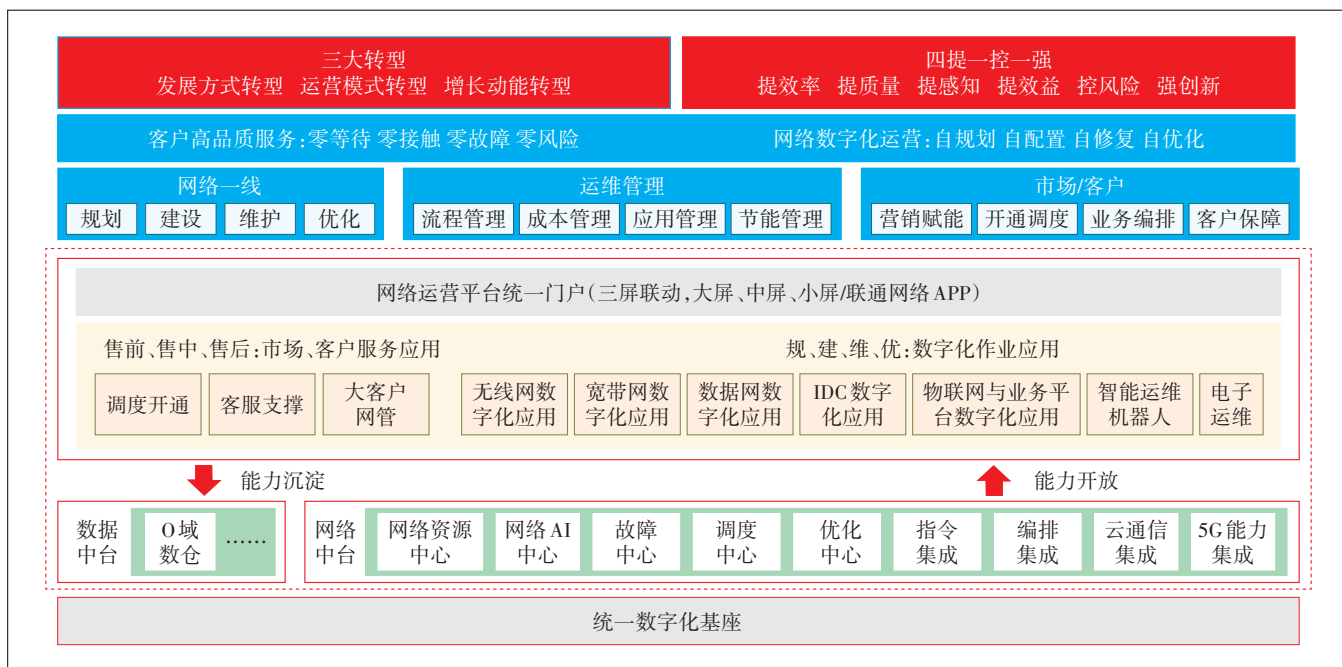 三大转型
发展方式转型 运营模式转型 增长动能转型
四提一控一强
提效率 提质量 提感知 提效益 控风险 强创新
客户高品质服务:零等待 零接触 零故障 零风险
网络数字化运营:自规划 自配置 自修复 自优化
网络一线
规划 建设 维护 优化
运维管理
流程管理 成本管理 应用管理 节能管理
市场/客户
营销赋能 开通调度 业务编排 客户保障
网络运营平台统一门户(三屏联动,大屏、中屏、小屏/联通网络APP)
售前、售中、售后:市场、客户服务应用
调度开通
客服支撑
大客户
网管
规、建、维、优:数字化作业应用
无线网数
字化应用
宽带网数
字化应用
数据网数
字化应用
IDC数字
化应用
物联网与业务平
台数字化应用
智能运维
机器人
电子
运维
能力沉淀
能力开放
数据
中台
O域
数仓
……
网络
中台
网络资源
中心
网络AI
中心
故障
中心
调度
中心
优化
中心
指令
集成
编排
集成
云通信
集成
5G能力
集成
统一数字化基座